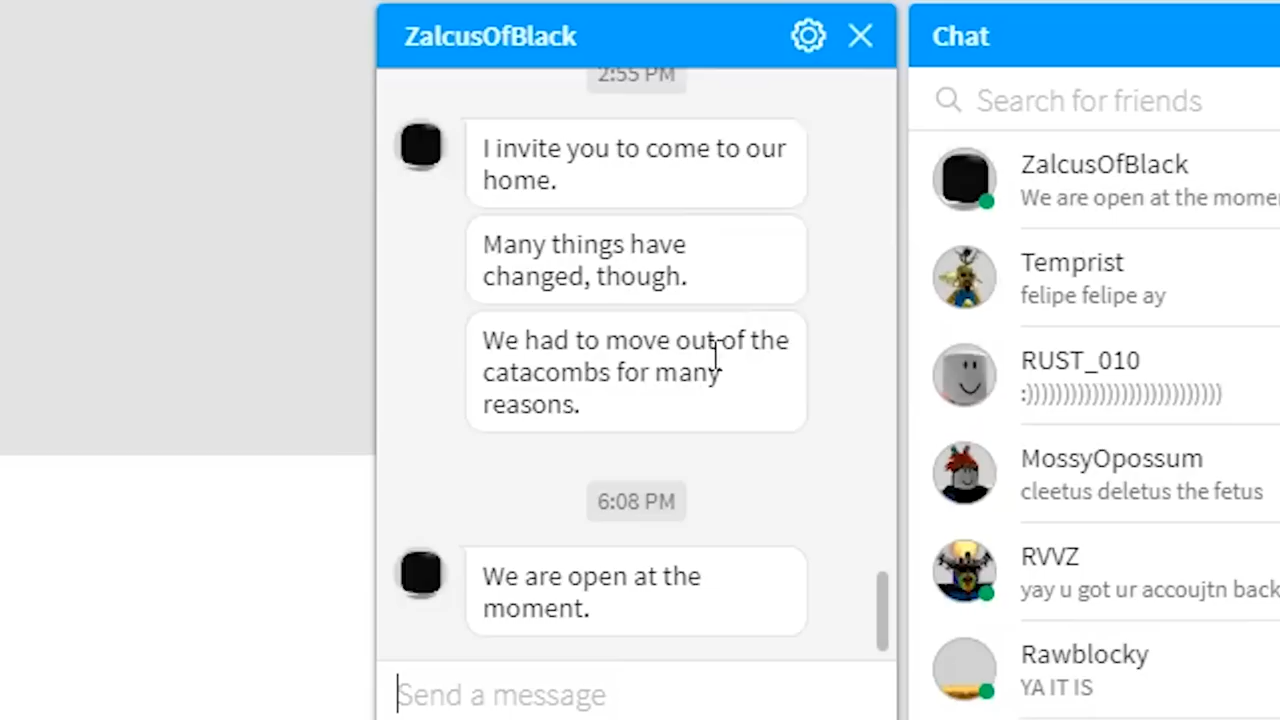 ZalcusOfBlack
2:55 PM
I invite you to come to our
home.
Many things have
changed, though.
We had to move out of the
catacombs for many
reasons.
6:08 PM
We are open at the
moment.
Send a message
Chat
Search for friends
ZalcusOfBlack
We are open at the
Temprist
felipe felipe ay
RUST_010
:))))))))))))))))))))))))))))
MossyOpossum
cleetus deletus the fetus
RVVZ
yay u got ur accoujtn back
Rawblocky
YA IT IS